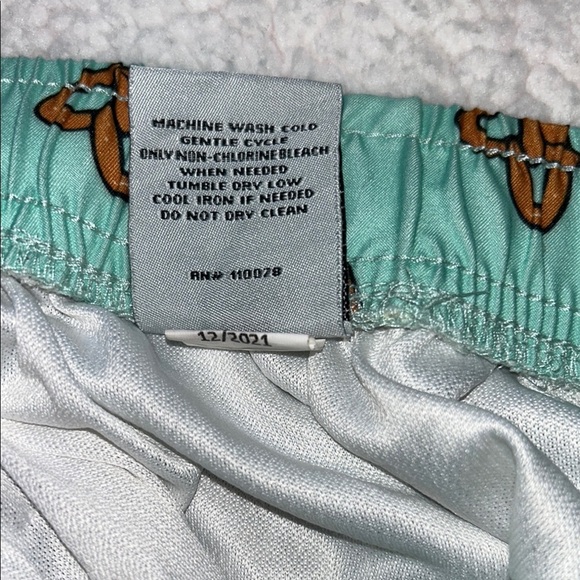 MACHINE WASH COLD
GENTLE CYCLE
ONLY NON-CHLORINE BLEACH
WHEN NEEDED
TUMBLE DRY LOW
COOL IRON IF NEEDED
DO NOT DRY CLEAN
RN# 110078
12/2021